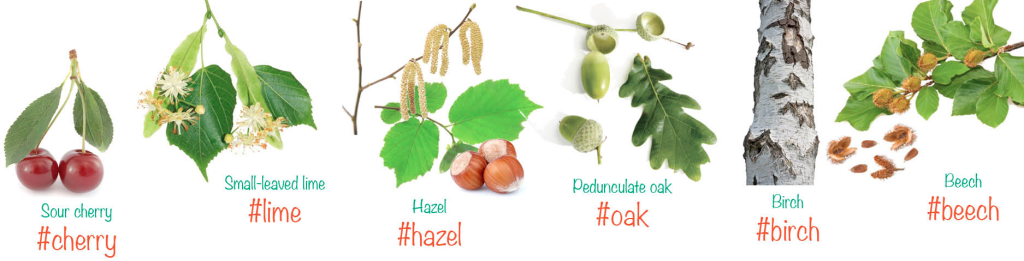 Sour cherry
#cherry
Small-leaved lime
#lime
Hazel
#hazel
Pedunculate oak
#oak
Birch
#birch
Beech
#beech